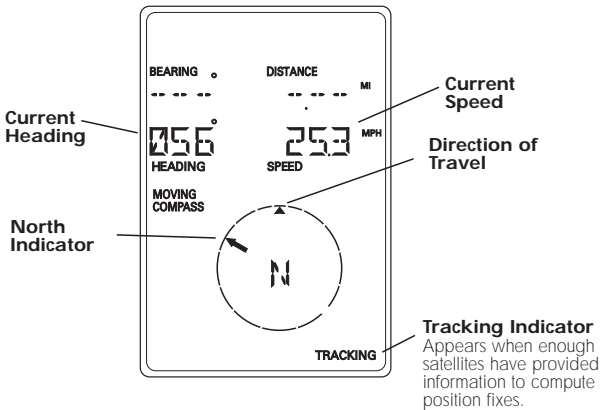 BEARING °
DISTANCE
-- -- --
-- -- --
.
MI
Current
Heading
056°
253 MPH
Current
Speed
HEADING
SPEED
Direction of
Travel
MOVING
COMPASS
North
Indicator
N
TRACKING
Tracking Indicator
Appears when enough
satellites have provided
information to compute
position fixes.